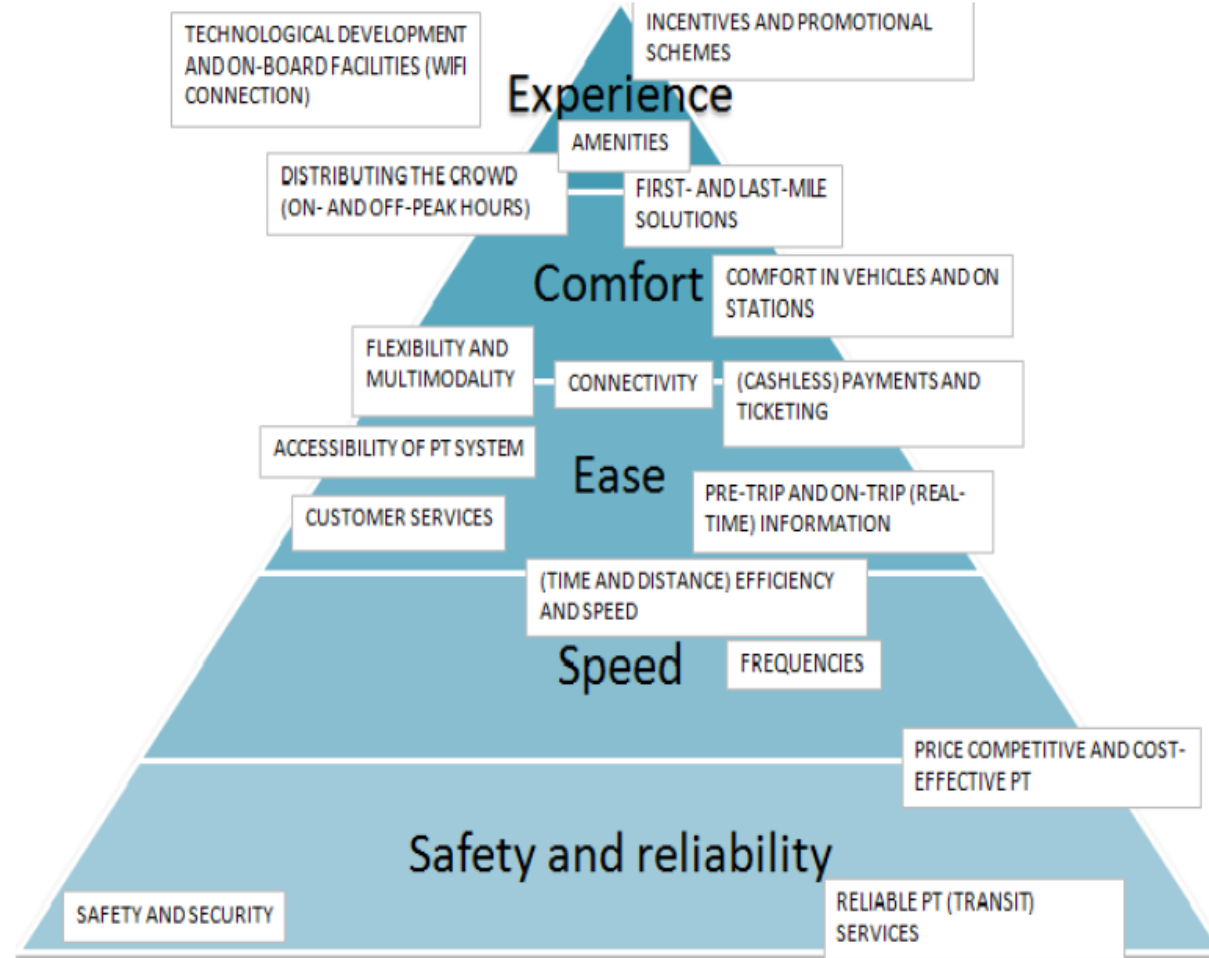 TECHNOLOGICAL DEVELOPMENT
AND ON-BOARD FACILITIES (WIFI
CONNECTION)
INCENTIVES AND PROMOTIONAL
SCHEMES
Experience
AMENITIES
DISTRIBUTING THE CROWD
(ON- AND OFF-PEAK HOURS)
FIRST- AND LAST-MILE
SOLUTIONS
Comfort
COMFORT IN VEHICLES AND ON
STATIONS
FLEXIBILITY AND
MULTIMODALITY
CONNECTIVITY
(CASHLESS) PAYMENTS AND
TICKETING
ACCESSIBILITY OF PT SYSTEM
Ease
CUSTOMER SERVICES
PRE-TRIP AND ON-TRIP (REAL-
TIME) INFORMATION
(TIME AND DISTANCE) EFFICIENCY
AND SPEED
Speed
FREQUENCIES
PRICE COMPETITIVE AND COST-
EFFECTIVE PT
Safety and reliability
SAFETY AND SECURITY
RELIABLE PT (TRANSIT)
SERVICES